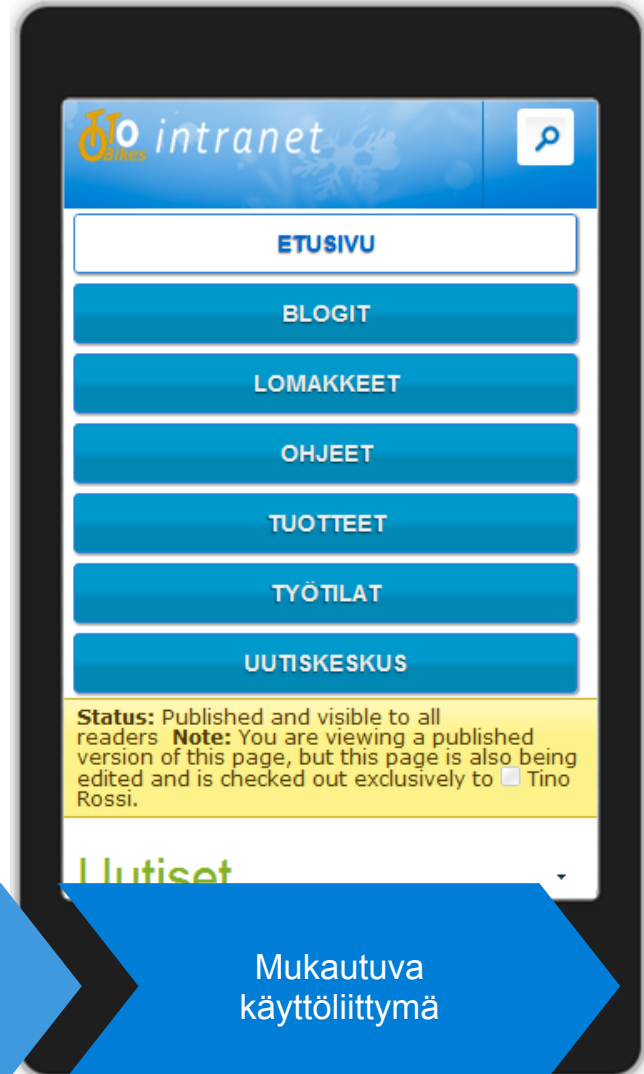 TO Bikes intranet
ETUSIVU
BLOGIT
LOMAKKEET
OHJEET
TUOTTEET
TYÖTILAT
UUTISKESKUS
Status: Published and visible to all
readers Note: You are viewing a published
version of this page, but this page is also being
edited and is checked out exclusively to Tino
Rossi.
Uutiset
Mukautuva
käyttöliittymä